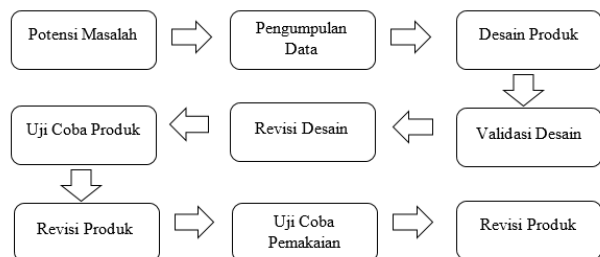 Potensi Masalah
Pengumpulan
Data
Desain Produk
Validasi Desain
Revisi Desain
Uji Coba Produk
Revisi Produk
Uji Coba
Pemakaian
Revisi Produk